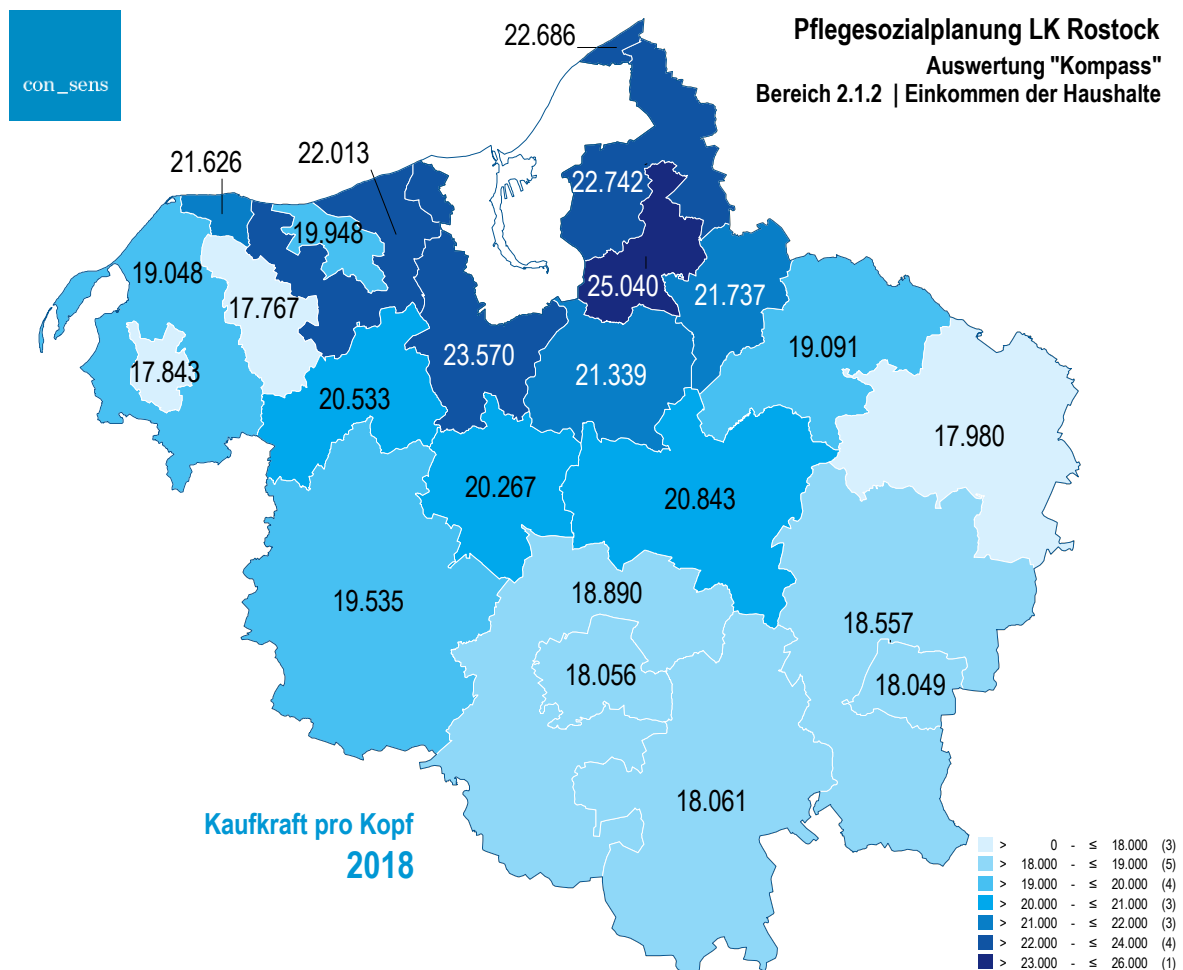 con_sens
Pflegesozialplanung LK Rostock
Auswertung "Kompass"
Bereich 2.1.2 | Einkommen der Haushalte
22.686
21.626
22.013
22.742
19.948
19.048
25.040
21.737
17.767
19.091
23.570
21.339
17.843
20.533
17.980
20.267
20.843
18.890
19.535
18.557
18.056
18.049
18.061
Kaufkraft pro Kopf
2018
> 0 - ≤ 18.000 (3)
> 18.000 - ≤ 19.000 (5)
> 19.000 - ≤ 20.000 (4)
> 20.000 - ≤ 21.000 (3)
> 21.000 - ≤ 22.000 (3)
> 22.000 - ≤ 24.000 (4)
> 23.000 - ≤ 26.000 (1)